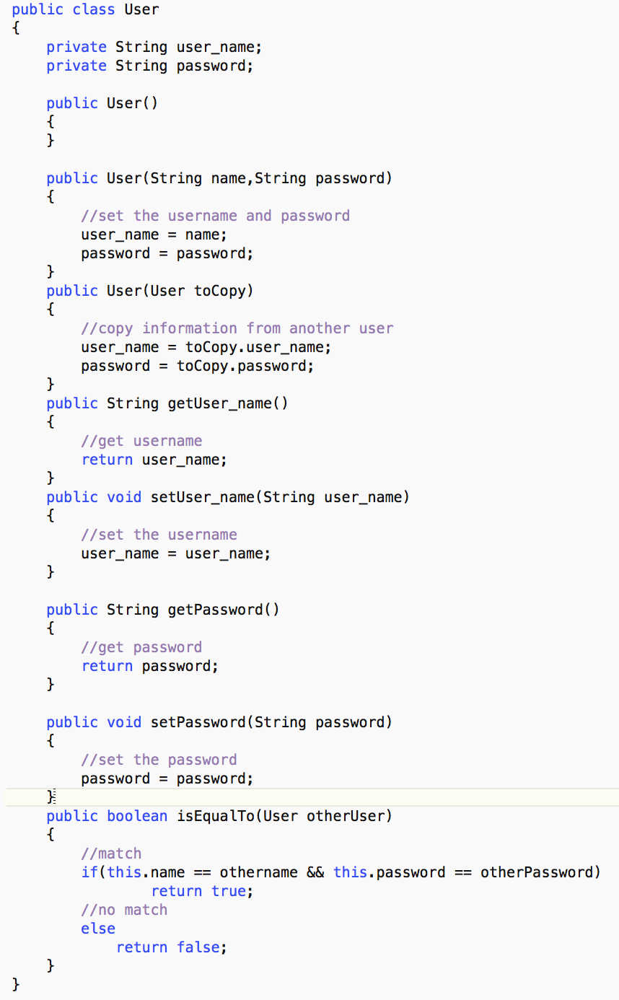 public class User
{
    private String user_name;
    private String password;

    public User()
    {
    }

    public User(String name,String password)
    {
        //set the username and password
        user_name = name;
        password = password;
    }
    public User(User toCopy)
    {
        //copy information from another user
        user_name = toCopy.user_name;
        password = toCopy.password;
    }
    public String getUser_name()
    {
        //get username
        return user_name;
    }
    public void setUser_name(String user_name)
    {
        //set the username
        user_name = user_name;
    }

    public String getPassword()
    {
        //get password
        return password;
    }

    public void setPassword(String password)
    {
        //set the password
        password = password;
    }
    public boolean isEqualTo(User otherUser)
    {
        //match
        if(this.name == othername && this.password == otherPassword)
                return true;
        //no match
        else
            return false;
    }
}